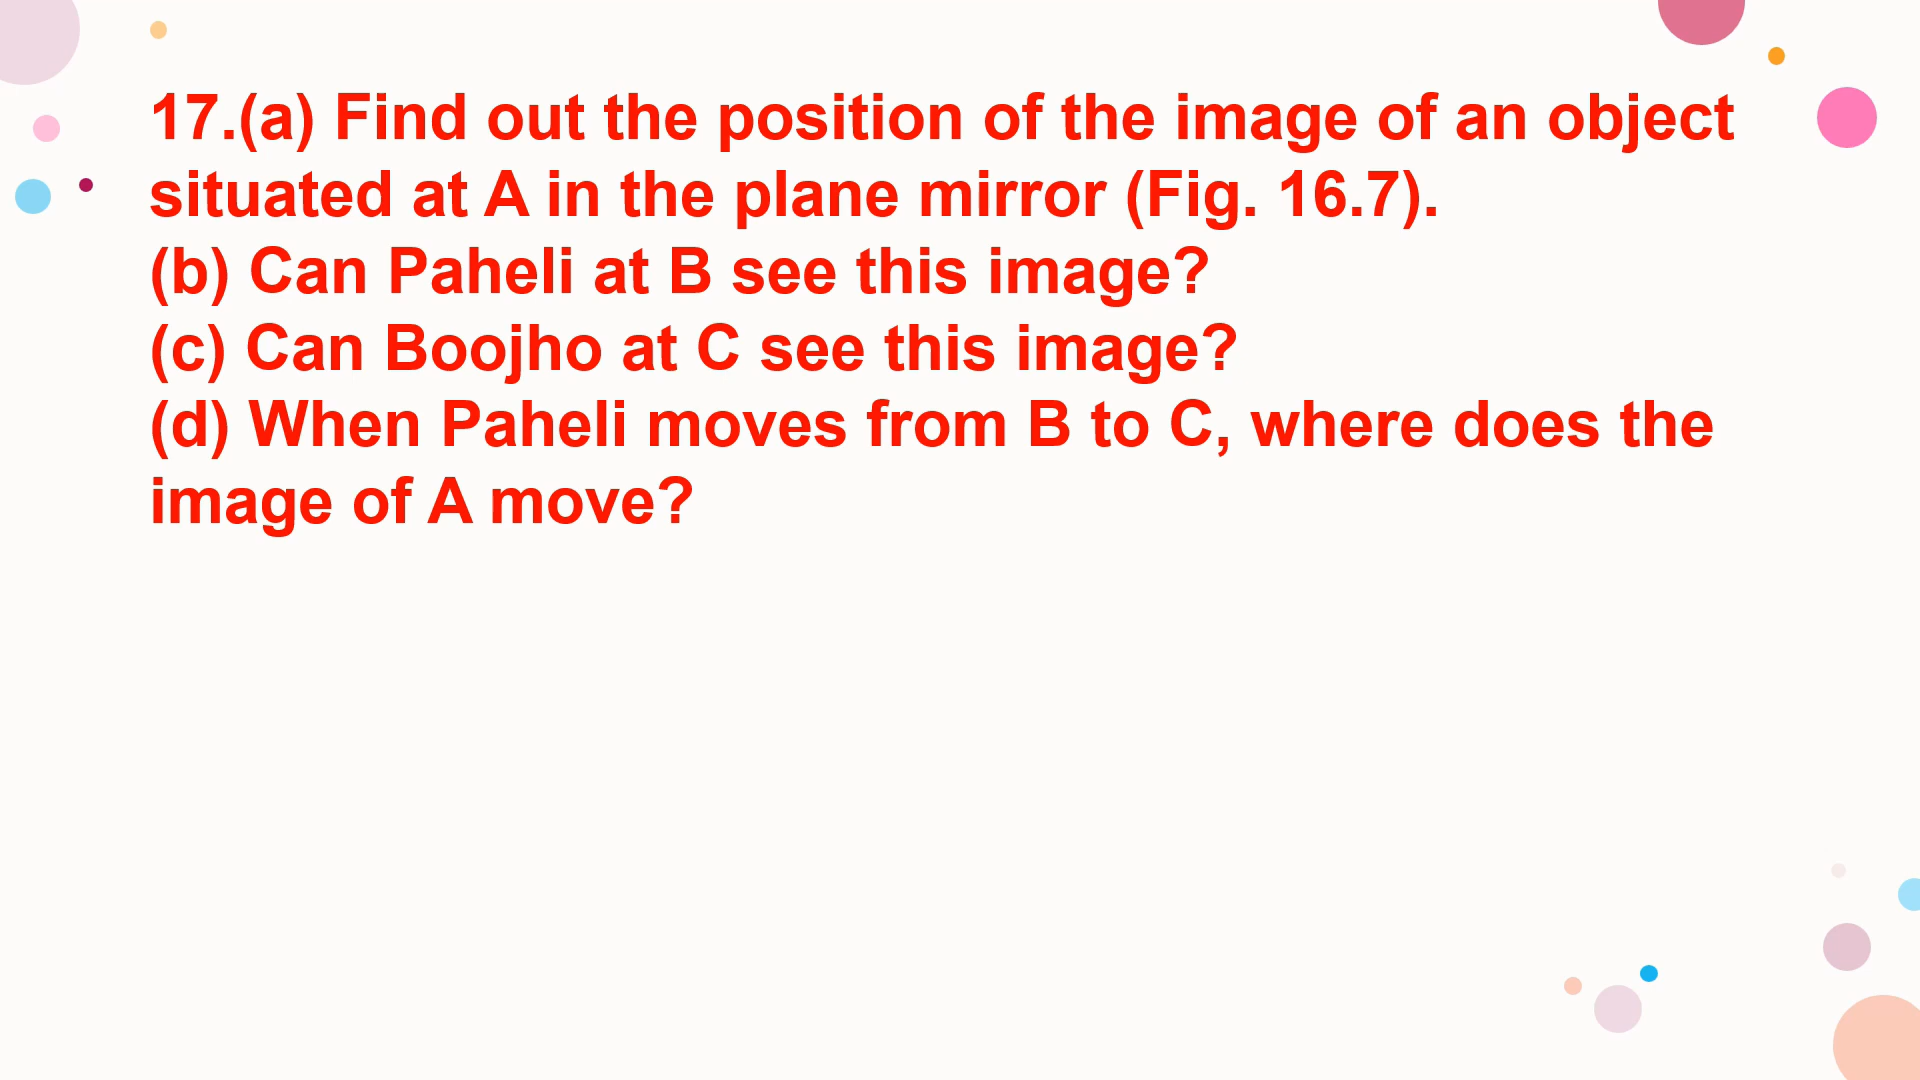 17.(a) Find out the position of the image of an object
situated at A in the plane mirror (Fig. 16.7).
(b) Can Paheli at B see this image?
(c) Can Boojho at C see this image?
(d) When Paheli moves from B to C, where does the
image of A move?